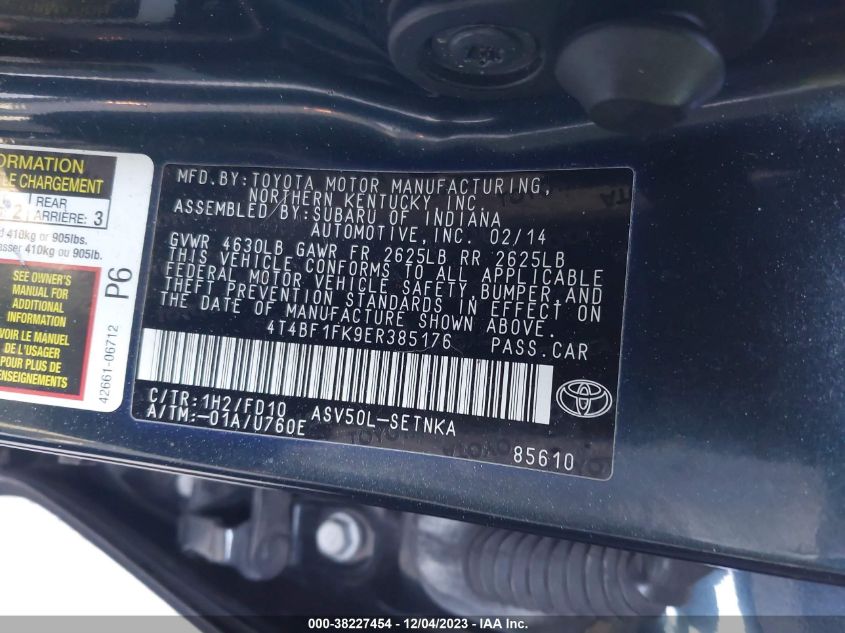 ORMATION
LE CHARGEMENT
2 REAR
ARRIÈRE: 3
410kg or 905lbs.
asser 410kg ou 905lb.
SEE OWNER'S
MANUAL FOR
ADDITIONAL
INFORMATION
VOIR LE MANUEL
DE L'USAGER
POUR PLUS DE
RENSEIGNEMENTS
P6
42661-06712
MFD.BY:TOYOTA MOTOR MANUFACTURING,
NORTHERN KENTUCKY, INC.
ASSEMBLED BY:SUBARU OF INDIANA
AUTOMOTIVE,INC. 02/14
GVWR 4630LB GAWR FR 2625LB RR 2625LB
THIS VEHICLE CONFORMS TO ALL APPLICABLE
FEDERAL MOTOR VEHICLE SAFETY,BUMPER,AND
THEFT PREVENTION STANDARDS IN EFFECT ON
THE DATE OF MANUFACTURE SHOWN ABOVE.
4T4BF1FK9ER385176 PASS.CAR
C/TR:1H2/FD10 ASV50L-SETNKA
A/TM:-01A/U760E
85610
TOYOTA
000-38227454 - 12/04/2023 - IAA Inc.